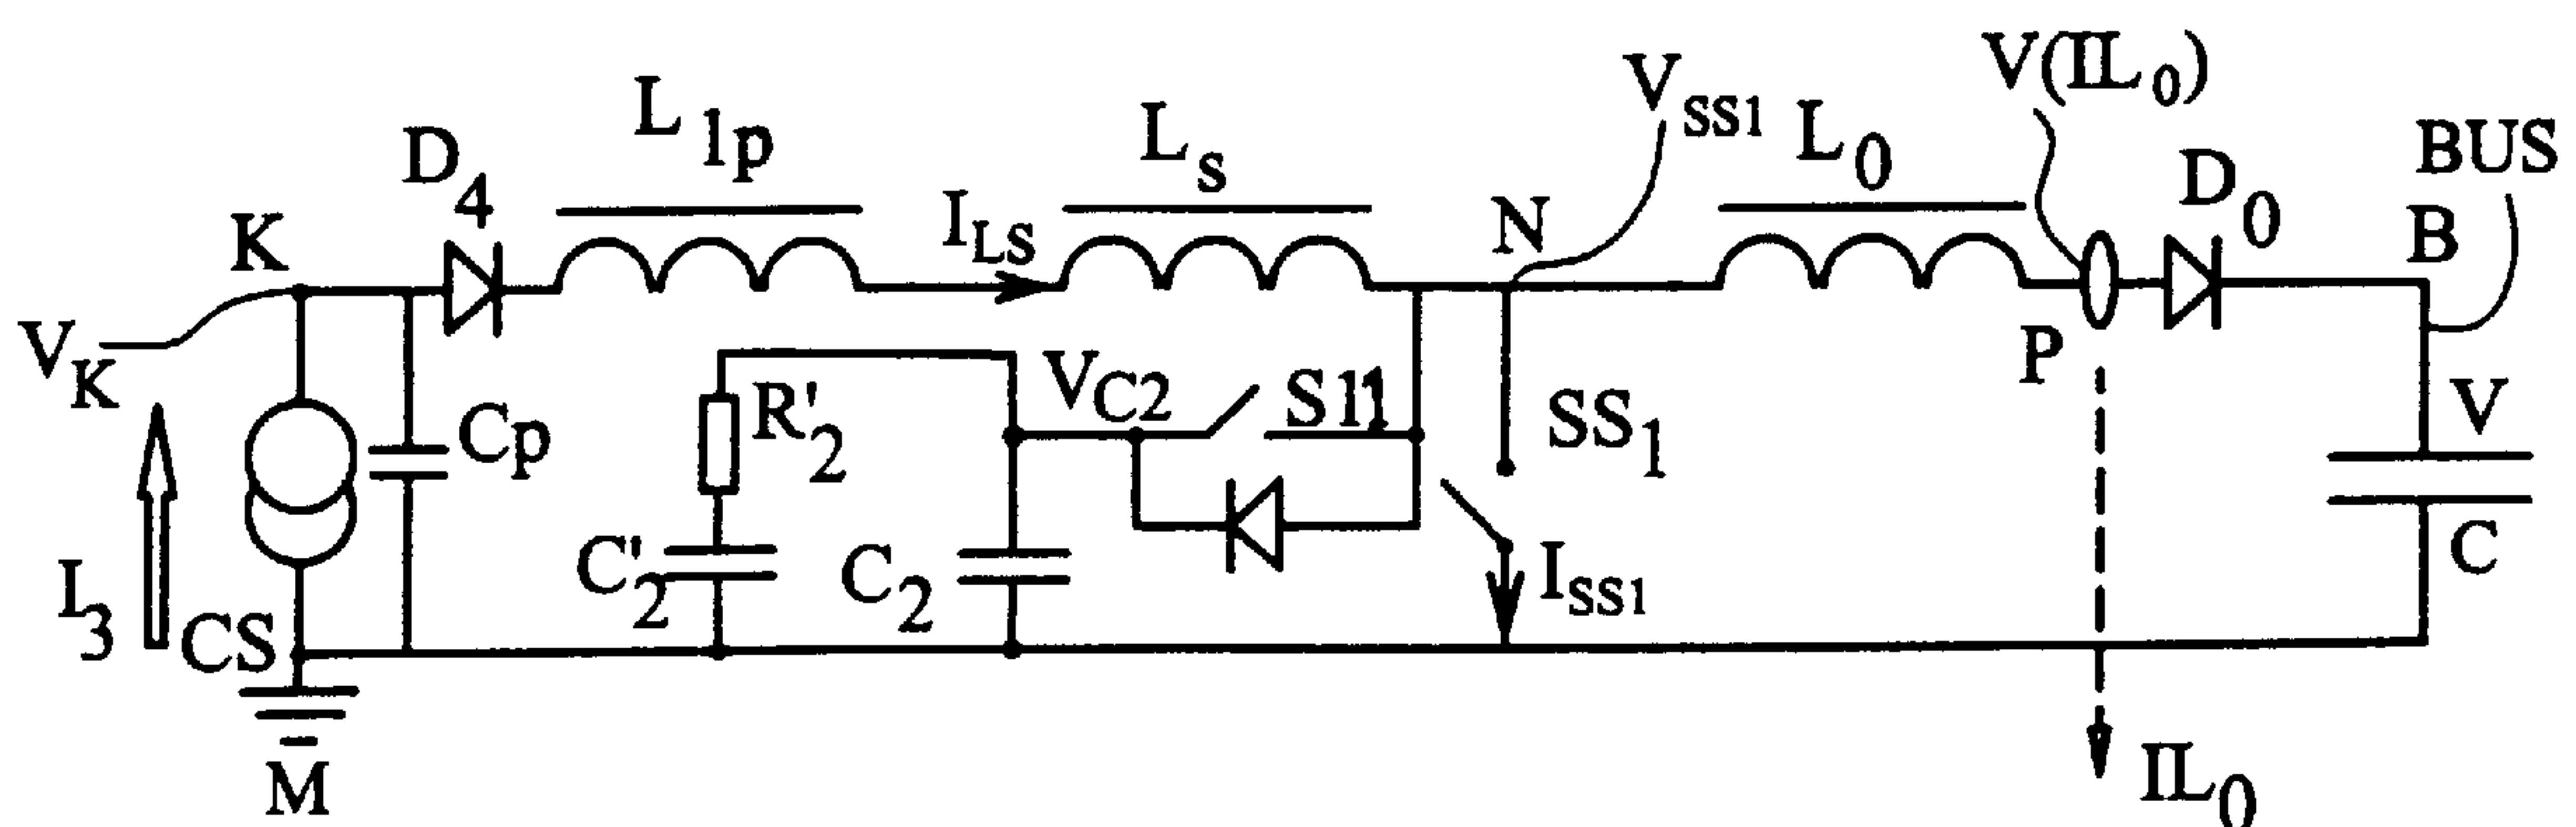 V(IL0)
VSS1
L1p
Ls
L0
BUS
D4
D0
ILS
N
B
K
VK
VC2
S11
P
V
R'2
Cp
SS1
C'2
C2
ISS1
C
I3
CS
M
IL0